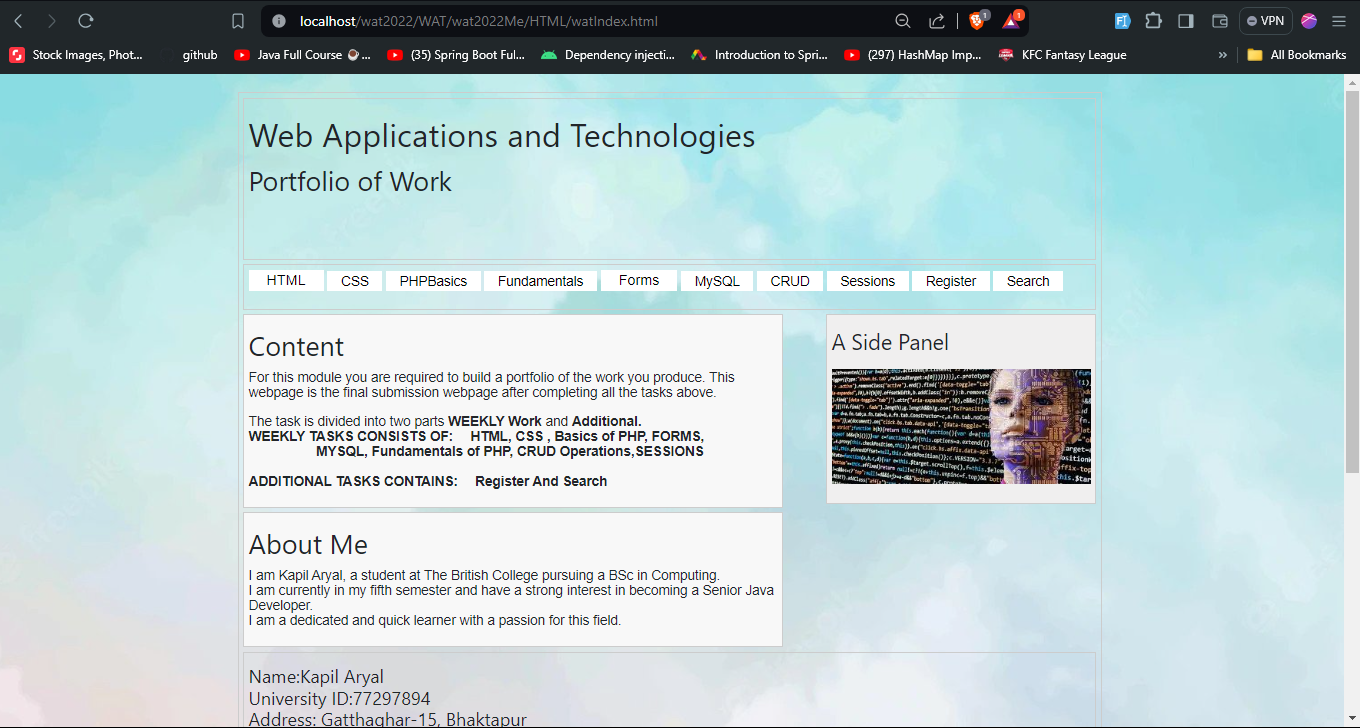 localhost/wat2022/WAT/wat2022Me/HTML/watIndex.html
1
1
VPN
Stock Images, Phot...
github
Java Full Course ...
(35) Spring Boot Ful...
Dependency injecti...
Introduction to Spri...
(297) HashMap Imp...
KFC Fantasy League
»
All Bookmarks
Web Applications and Technologies
Portfolio of Work
HTML CSS PHPBasics Fundamentals Forms MySQL CRUD Sessions Register Search
Content
For this module you are required to build a portfolio of the work you produce. This
webpage is the final submission webpage after completing all the tasks above.
The task is divided into two parts WEEKLY Work and Additional.
WEEKLY TASKS CONSISTS OF: HTML, CSS , Basics of PHP, FORMS,
MYSQL, Fundamentals of PHP, CRUD Operations,SESSIONS
ADDITIONAL TASKS CONTAINS: Register And Search
A Side Panel
About Me
I am Kapil Aryal, a student at The British College pursuing a BSc in Computing.
I am currently in my fifth semester and have a strong interest in becoming a Senior Java
Developer.
I am a dedicated and quick learner with a passion for this field.
Name:Kapil Aryal
University ID:77297894
Address: Gatthaghar-15, Bhaktapur